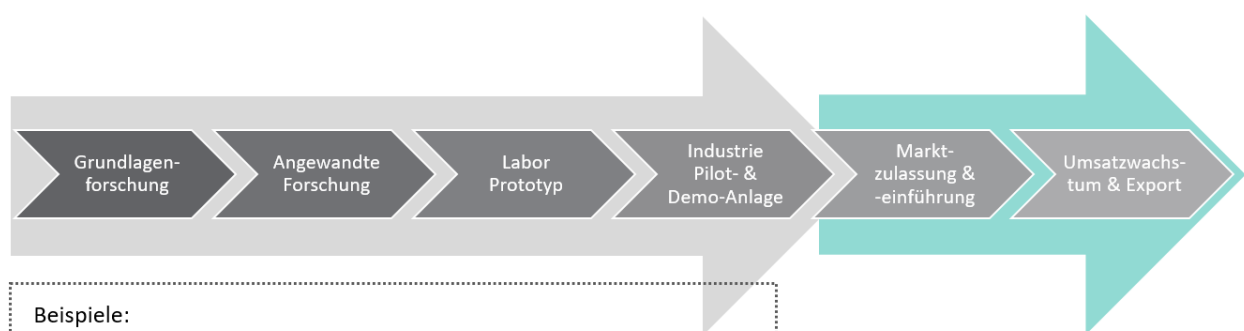 Grundlagen-
forschung
Angewandte
Forschung
Labor
Prototyp
Industrie
Pilot- &
Demo-Anlage
Markt-
zulassung &
-einführung
Umsatzwachs-
tum & Export
Beispiele: